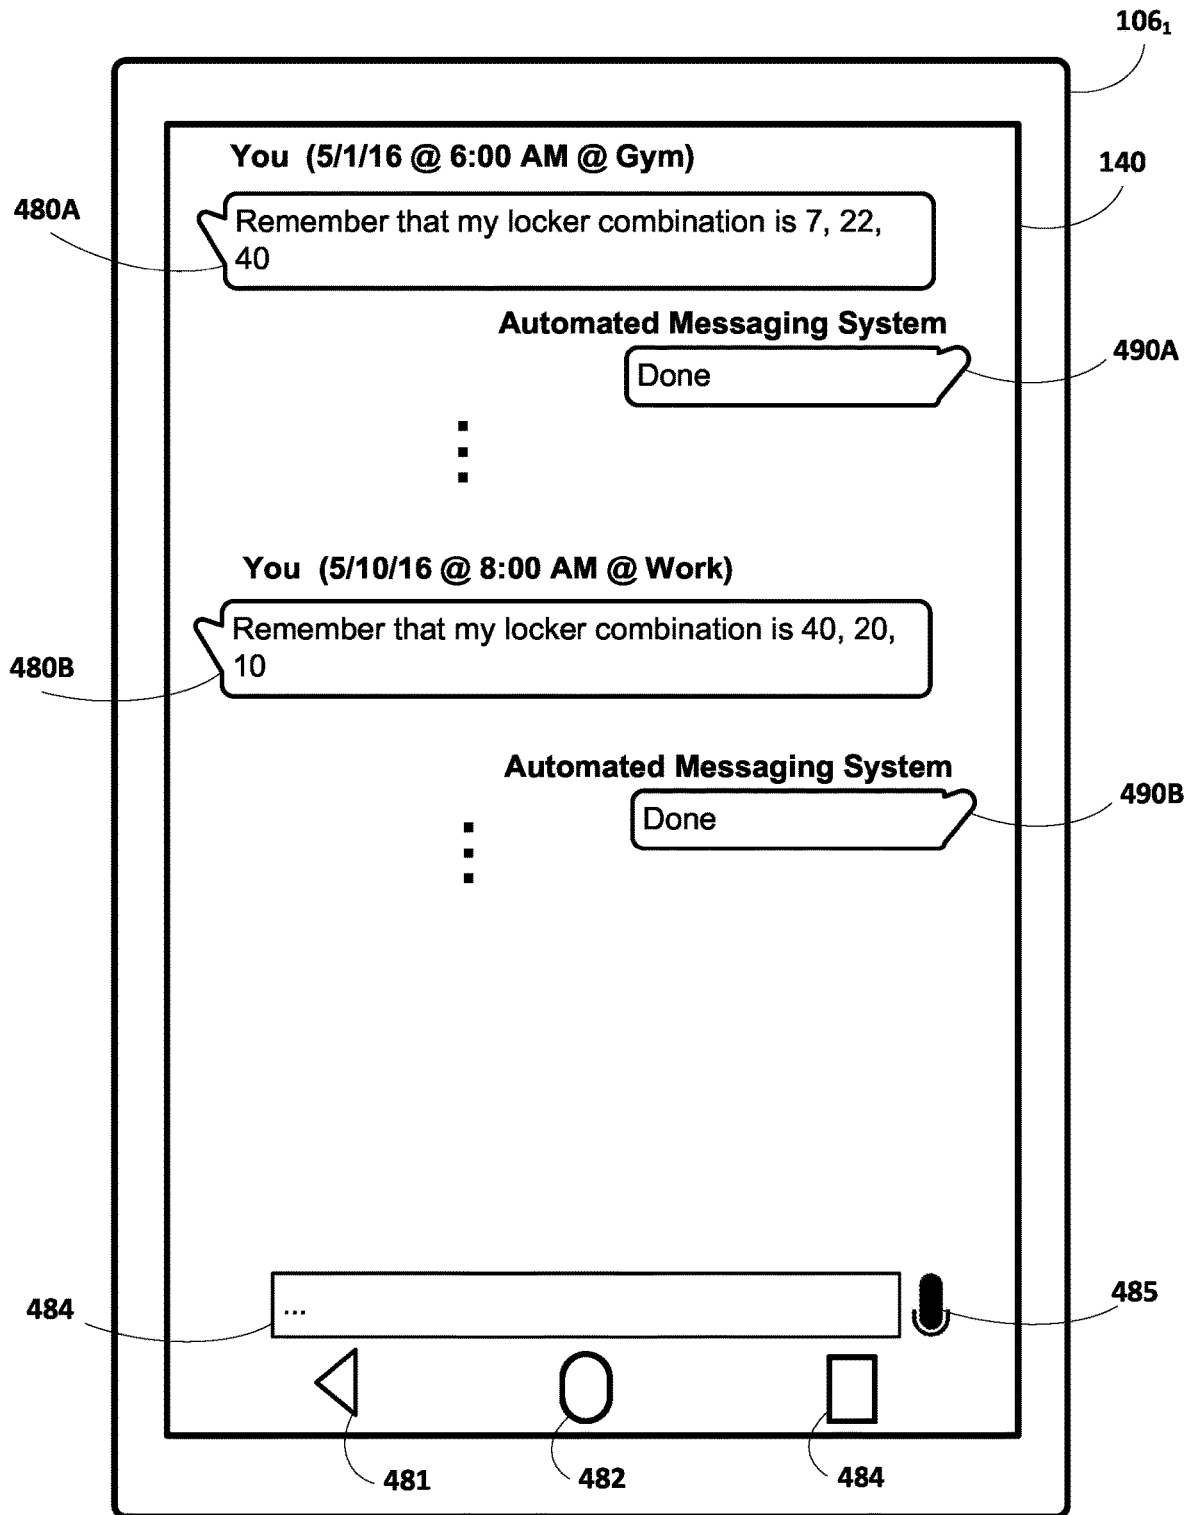 106₁
You (5/1/16 @ 6:00 AM @ Gym)
140
480A
Remember that my locker combination is 7, 22,
40
Automated Messaging System
490A
Done
You (5/10/16 @ 8:00 AM @ Work)
Remember that my locker combination is 40, 20,
10
480B
Automated Messaging System
490B
Done
484
...
485
481
482
484